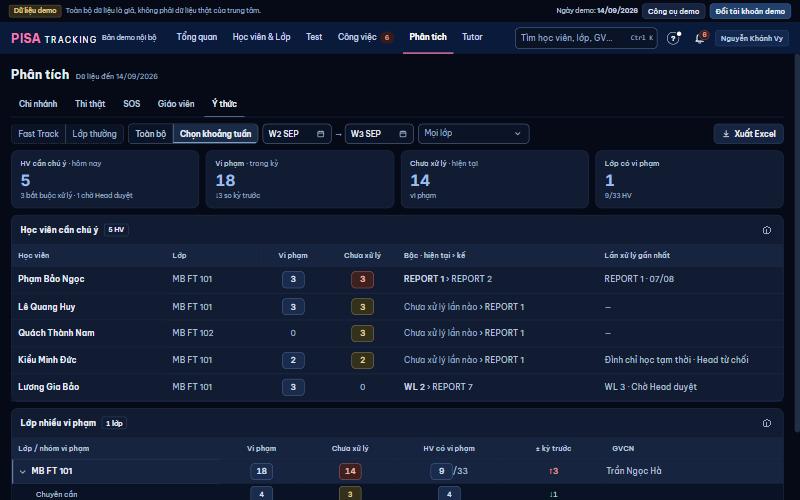 Dữ liệu demo Toàn bộ dữ liệu là giả, không phải dữ liệu thật của trung tâm. Ngày demo: 14/09/2026 Công cụ demo Đổi tài khoản demo
PISA TRACKING Bản demo nội bộ Tổng quan Học viên & Lớp Test Công việc 6 Phân tích Tutor Tìm học viên, lớp, GV... Ctrl K ? 6 Nguyễn Khánh Vy
Phân tích Dữ liệu đến 14/09/2026
Chi nhánh Thi thật SOS Giáo viên Ý thức
Fast Track Lớp thường Toàn bộ Chọn khoảng tuần W2 SEP → W3 SEP Mọi lớp Xuất Excel
HV cần chú ý · hôm nay Vi phạm · trong kỳ Chưa xử lý · hiện tại Lớp có vi phạm
5 18 14 1
3 bắt buộc xử lý · 1 chờ Head duyệt ↓3 so kỳ trước vi phạm 9/33 HV
Học viên cần chú ý 5 HV
Học viên Lớp Vi phạm Chưa xử lý Bậc · hiện tại › kế Lần xử lý gần nhất
Phạm Bảo Ngọc MB FT 101 3 3 REPORT 1 › REPORT 2 REPORT 1 · 07/08
Lê Quang Huy MB FT 101 3 3 Chưa xử lý lần nào › REPORT 1 –
Quách Thành Nam MB FT 102 0 3 Chưa xử lý lần nào › REPORT 1 –
Kiều Minh Đức MB FT 101 2 2 Chưa xử lý lần nào › REPORT 1 Đình chỉ học tạm thời · Head từ chối
Lương Gia Bảo MB FT 101 3 0 WL 2 › REPORT 7 WL 3 · Chờ Head duyệt
Lớp nhiều vi phạm 1 lớp
Lớp / nhóm vi phạm Vi phạm Chưa xử lý HV có vi phạm ± kỳ trước GVCN
MB FT 101 18 14 9 /33 ↑3 Trần Ngọc Hà
Chuyên cần 4 3 4 ↓1